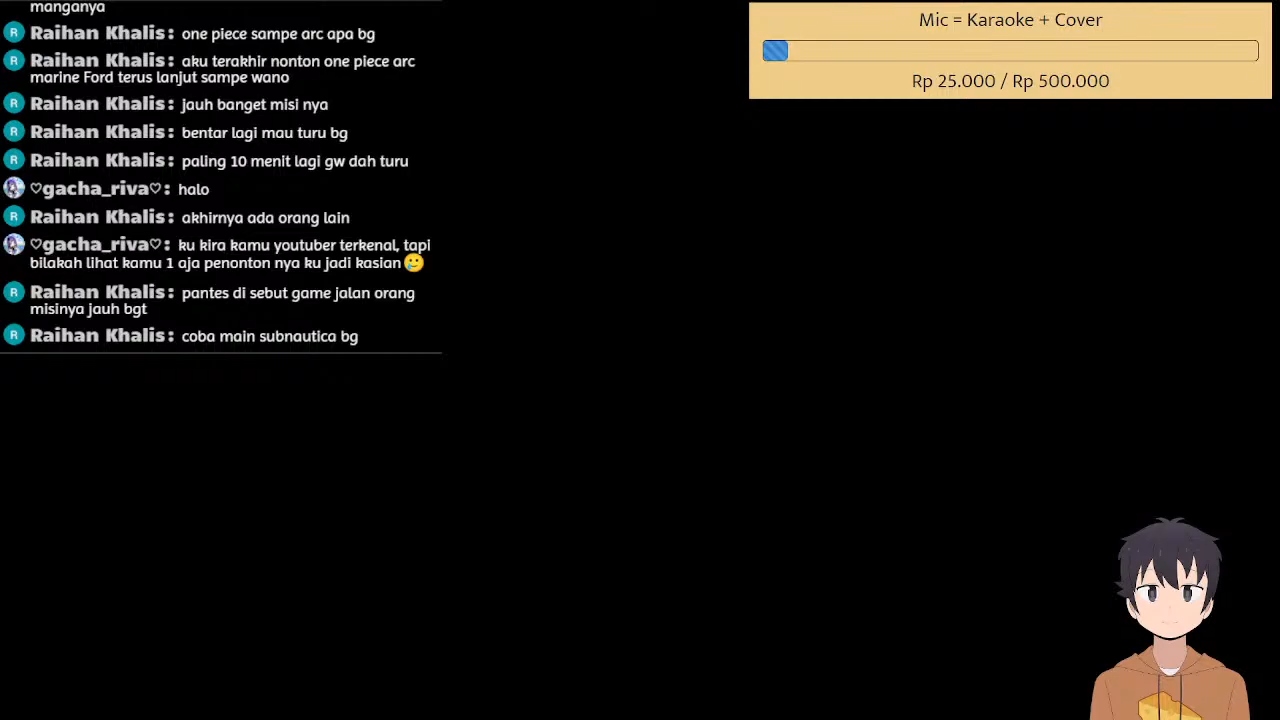 manganya
R Raihan Khalis: one piece sampe arc apa bg
R Raihan Khalis: aku terakhir nonton one piece arc
marine Ford terus lanjut sampe wano
R Raihan Khalis: jauh banget misi nya
R Raihan Khalis: bentar lagi mau turu bg
R Raihan Khalis: paling 10 menit lagi gw dah turu
♡gacha_riva♡: halo
R Raihan Khalis: akhirnya ada orang lain
♡gacha_riva♡: ku kira kamu youtuber terkenal, tapi
bilakah lihat kamu 1 aja penonton nya ku jadi kasian🥲
R Raihan Khalis: pantes di sebut game jalan orang
misinya jauh bgt
R Raihan Khalis: coba main subnautica bg
Mic = Karaoke + Cover
Rp 25.000 / Rp 500.000